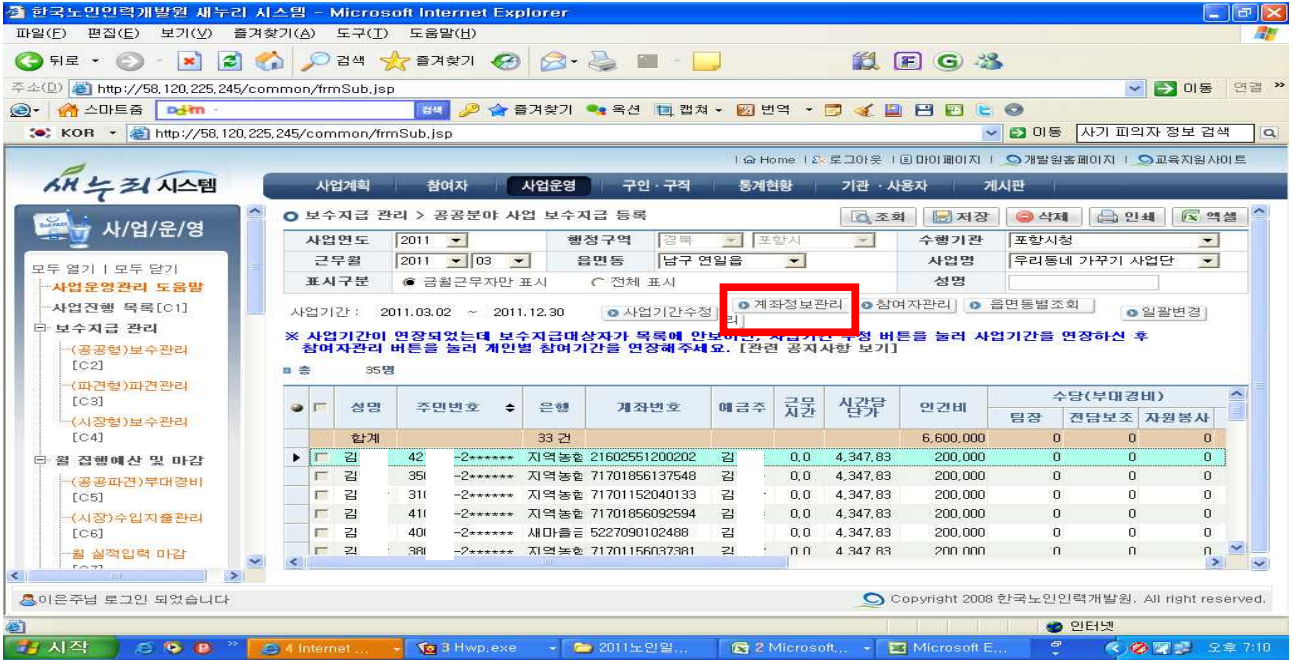 한국노인인력개발원 새누리 시스템 - Microsoft Internet Explorer
파일(F) 편집(E) 보기(V) 즐겨찾기(A) 도구(T) 도움말(H)
뒤로 검색 즐겨찾기
주소(D) http://58,120,225,245/common/frmSub,jsp 이동 연결 »
스마트줌 검색 즐겨찾기 옥션 캡쳐 번역
KOR http://58,120,225,245/common/frmSub,jsp 이동 사기 피의자 정보 검색
Home 로그아웃 마이페이지 개발원홈페이지 교육지원사이트
새누리 시스템 사업계획 참여자 사업운영 구인·구직 통계현황 기관·사용자 게시판
사/업/운/영
모두 열기 | 모두 닫기
사업운영관리 도움말
사업진행 목록[C1]
보수지급 관리
(공공형)보수관리
[C2]
(파견형)파견관리
[C3]
(시장형)보수관리
[C4]
월 집행예산 및 마감
(공공파견)부대경비
[C5]
(시장)수입지출관리
[C6]
월 실적입력 마감
보수지급 관리 > 공공분야 사업 보수지급 등록 조회 저장 삭제 인쇄 엑셀
사업연도 2011 행정구역 경북 포항시 수행기관 포항시청
근무월 2011 03 읍면동 남구 연일읍 사업명 우리동네 가꾸기 사업단
표시구분 금월근무자만 표시 전체 표시 성명
사업기간 : 2011.03.02 ~ 2011.12.30 사업기간수정 계좌정보관리 참여자관리 읍면동별조회 일괄변경
리
※ 사업기간이 연장되었는데 보수지급대상자가 목록에 안보이면, 사업기간 수정 버튼을 눌러 사업기간을 연장하신 후
참여자관리 버튼을 눌러 개인별 참여기간을 연장해주세요. [관련 공지사항 보기]
총 35명
성명 주민번호 은행 계좌번호 예금주 근무시간 시간당단가 인건비 수당(부대경비)
팀장 전담보조 자원봉사
합계 33 건 6,600,000 0 0 0
김 42 -2****** 지역농협 21602551200202 김 0,0 4,347,83 200,000 0 0 0
김 35 -2****** 지역농협 71701856137548 김 0,0 4,347,83 200,000 0 0 0
김 31 -2****** 지역농협 71701152040133 김 0,0 4,347,83 200,000 0 0 0
김 41 -2****** 지역농협 71701856092594 김 0,0 4,347,83 200,000 0 0 0
김 40 -2****** 새마을금 5227090102488 김 0,0 4,347,83 200,000 0 0 0
김 38 -2****** 지역농협 71701156037381 김 0,0 4,347,83 200,000 0 0 0
이은주님 로그인 되었습니다 Copyright 2008 한국노인인력개발원. All right reserved.
인터넷
시작 4 Internet ... 3 Hwp,exe 2011노인일... 2 Microsoft... Microsoft E... 오후 7:10